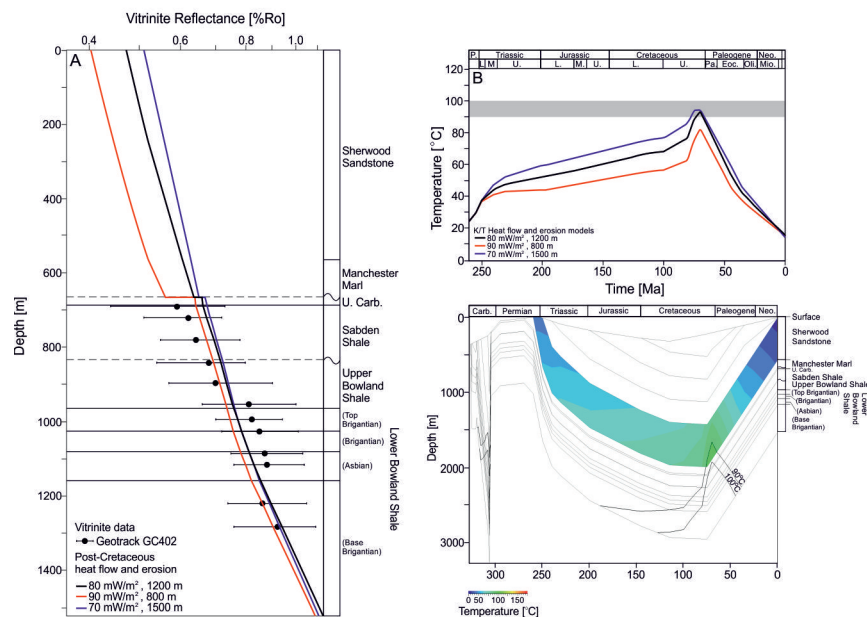 Vitrinite Reflectance [%Ro]
0.4 0.6 0.8 1.0
A
Depth [m]
0
200
400
600
800
1000
1200
1400
Sherwood
Sandstone
Manchester
Marl
U. Carb.
Sabden
Shale
Upper
Bowland
Shale
(Top
Brigantian)
(Brigantian)
(Asbian)
(Base
Brigantian)
Lower Bowland Shale
Vitrinite data
Geotrack GC402
Post-Cretaceous
heat flow and erosion
80 mW/m², 1200 m
90 mW/m², 800 m
70 mW/m², 1500 m
P. Triassic Jurassic Cretaceous Paleogene Neo.
L M U. L. M. U. L. U. Pa. Eoc. Oli. Mio.
B
Temperature [°C]
120
100
80
60
40
20
0
K/T Heat flow and erosion models
80 mW/m², 1200 m
90 mW/m², 800 m
70 mW/m², 1500 m
250 200 150 100 50 0
Time [Ma]
Carb. Permian Triassic Jurassic Cretaceous Paleogene Neo.
Depth [m]
0
1000
2000
3000
90°C
100°C
Surface
Sherwood
Sandstone
Manchester Marl
U. Carb.
Sabden Shale
Upper Bowland Shale
(Top Brigantian)
(Brigantian)
(Asbian)
(Base
Brigantian)
Lower
Bowland
Shale
300 250 200 150 100 50 0
0 50 100 150
Temperature [°C]